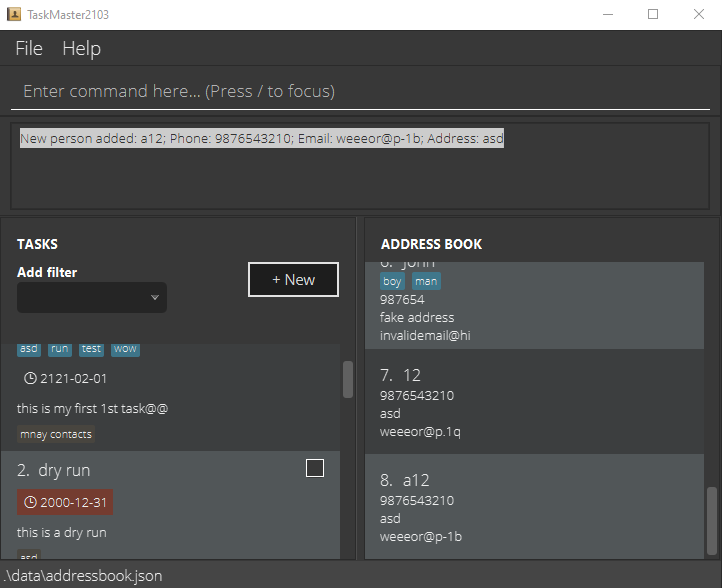 TaskMaster2103
File Help
Enter command here... (Press / to focus)
New person added: a12; Phone: 9876543210; Email: weeeor@p-1b; Address: asd
TASKS
Add filter
+ New
asd run test wow
2121-02-01
this is my first 1st task@@
mnay contacts
2. dry run
2000-12-31
this is a dry run
asd
ADDRESS BOOK
6. john
boy man
987654
fake address
invalidemail@hi
7. 12
9876543210
asd
weeeor@p.1q
8. a12
9876543210
asd
weeeor@p-1b
.\data\addressbook.json